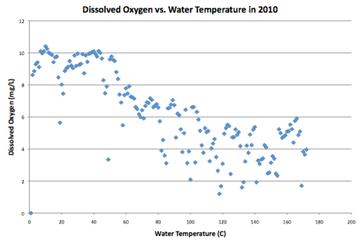 Dissolved Oxygen vs. Water Temperature in 2010
12
10
8
6
4
2
0
Dissolved Oxygen (mg/L)
0 20 40 60 80 100 120 140 160 180 200
Water Temperature (C)